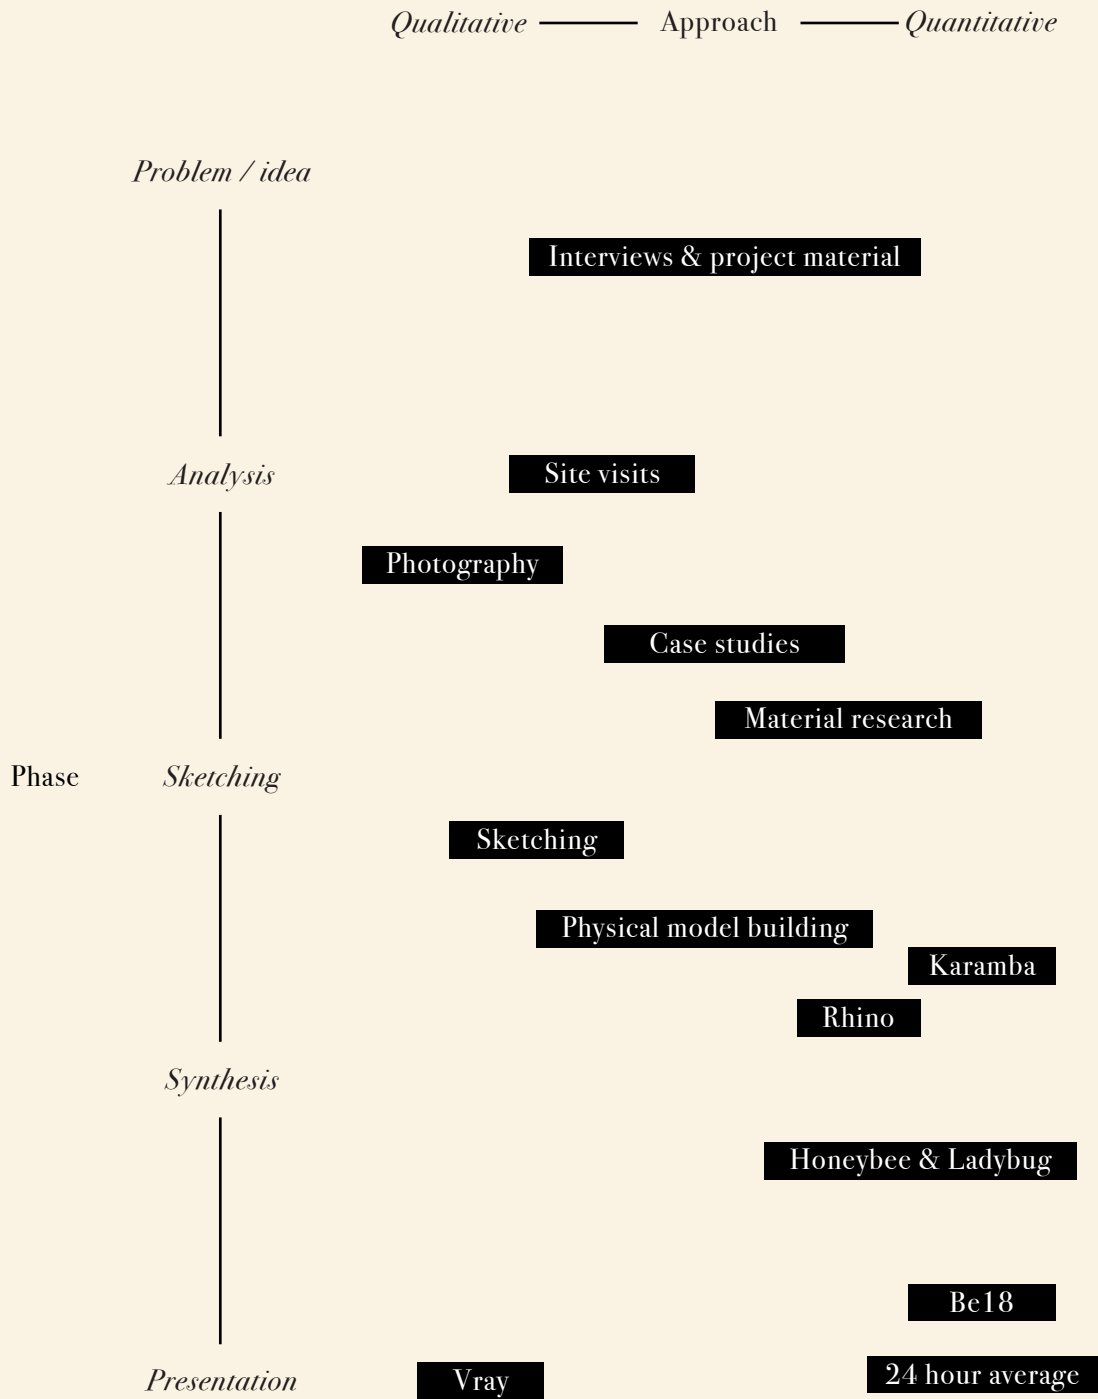 Qualitative Approach Quantitative
Problem / idea
Interviews & project material
Analysis
Site visits
Photography
Case studies
Material research
Phase
Sketching
Sketching
Physical model building
Karamba
Rhino
Synthesis
Honeybee & Ladybug
Be18
Presentation
Vray
24 hour average